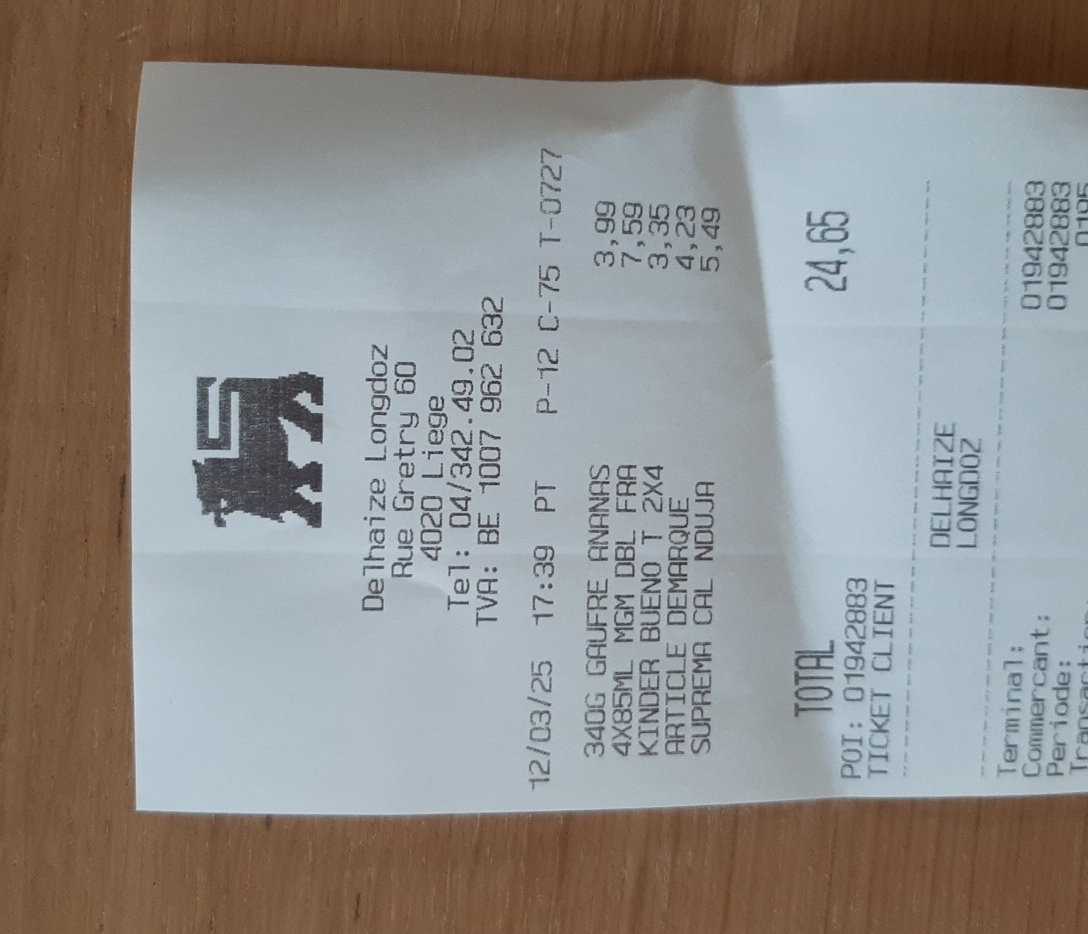 Delhaize Longdoz
Rue Gretry 60
4020 Liege
Tel: 04/342.49.02
TVA: BE 1007 962 632
12/03/25 17:39 PT P-12 C-75 T-0727
340G GAUFRE ANANAS 3,99
4X85ML MGM DBL FRA 7,59
KINDER BUENO T 2X4 3,35
ARTICLE DEMARQUE 4,23
SUPREMA CAL NDUJA 5,49
TOTAL 24,65
POI: 01942883
TICKET CLIENT
DELHAIZE
LONGDOZ
Terminal: 01942883
Commercant: 01942883
Periode: